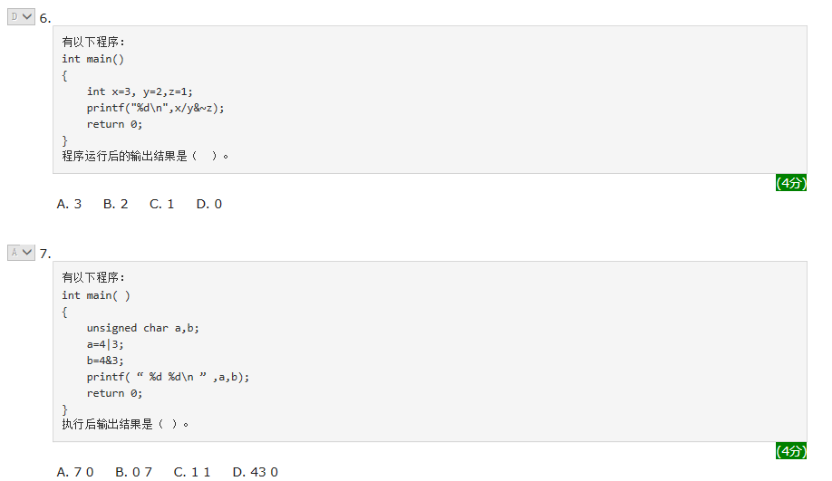 D 6.
有以下程序:
int main()
{
int x=3, y=2,z=1;
printf("%d\n",x/y&~z);
return 0;
}
程序运行后的输出结果是（ ）。
(4分)
A. 3 B. 2 C. 1 D. 0
A 7.
有以下程序:
int main( )
{
unsigned char a,b;
a=4|3;
b=4&3;
printf( “ %d %d\n ” ,a,b);
return 0;
}
执行后输出结果是（ ）。
(4分)
A. 7 0 B. 0 7 C. 1 1 D. 43 0